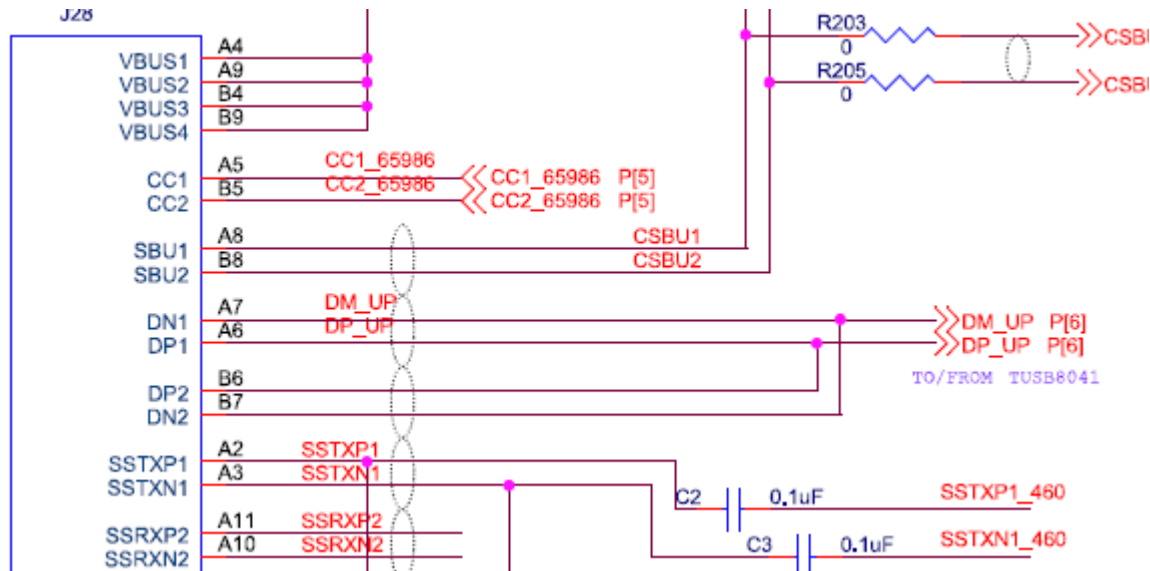 J28
R203
0
CSBU
R205
0
CSBU
VBUS1 A4
VBUS2 A9
VBUS3 B4
VBUS4 B9
CC1 A5 CC1_65986 CC1_65986 P[5]
CC2 B5 CC2_65986 CC2_65986 P[5]
SBU1 A8 CSBU1
SBU2 B8 CSBU2
DN1 A7 DM_UP DM_UP P[6]
DP1 A6 DP_UP DP_UP P[6]
TO/FROM TUSB8041
DP2 B6
DN2 B7
SSTXP1 A2 SSTXP1
SSTXN1 A3 SSTXN1
C2 0.1uF SSTXP1_460
SSRXP2 A11 SSRXP2
SSRXN2 A10 SSRXN2
C3 0.1uF SSTXN1_460